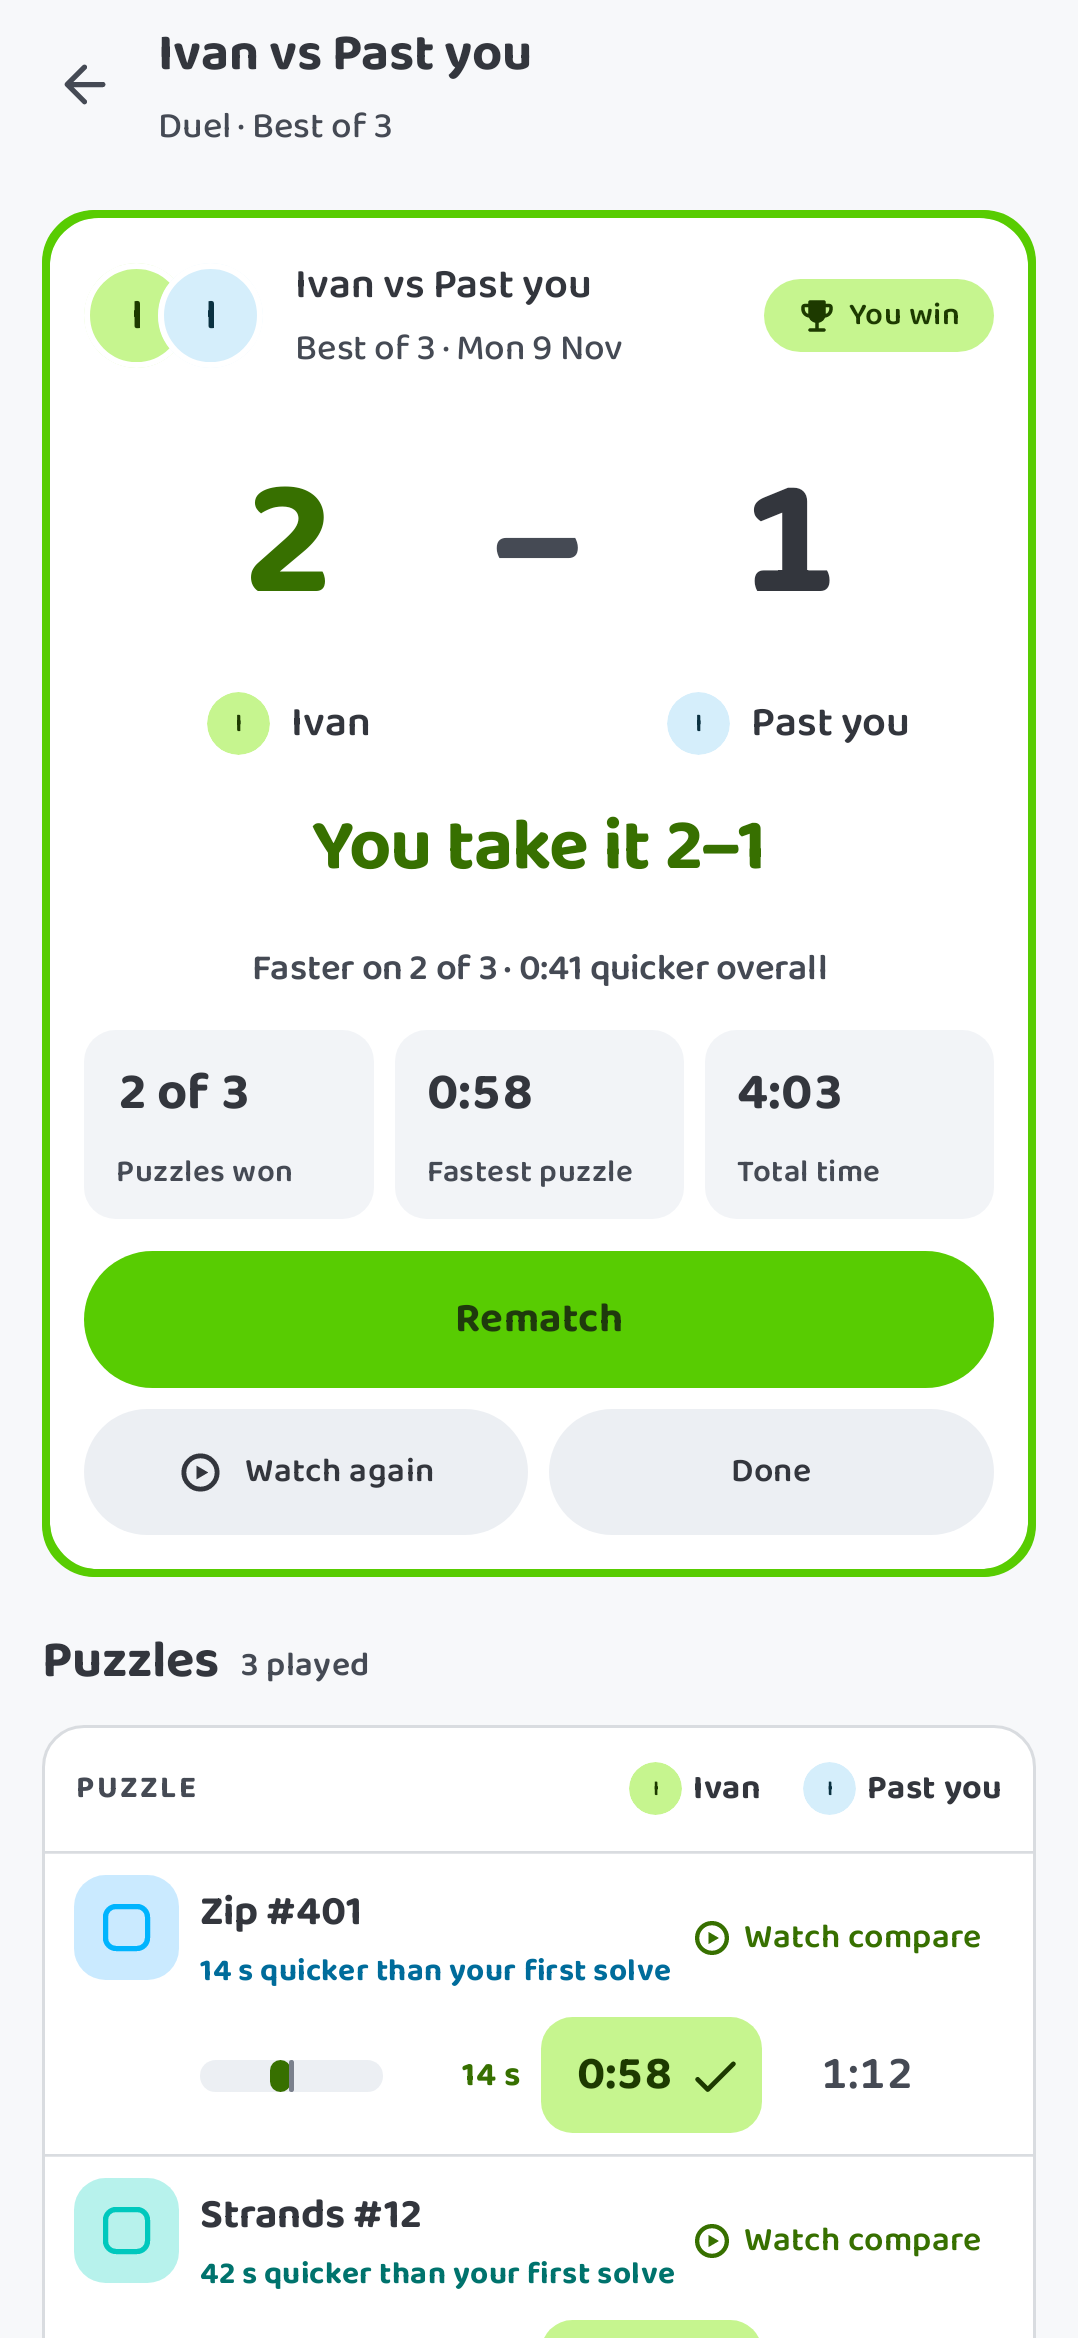 Ivan vs Past you
Duel · Best of 3
I I
Ivan vs Past you
Best of 3 · Mon 9 Nov
You win
2 – 1
I Ivan
I Past you
You take it 2–1
Faster on 2 of 3 · 0:41 quicker overall
2 of 3
Puzzles won
0:58
Fastest puzzle
4:03
Total time
Rematch
Watch again
Done
Puzzles 3 played
PUZZLE
I Ivan
I Past you
Zip #401
14 s quicker than your first solve
Watch compare
14 s
0:58
1:12
Strands #12
42 s quicker than your first solve
Watch compare